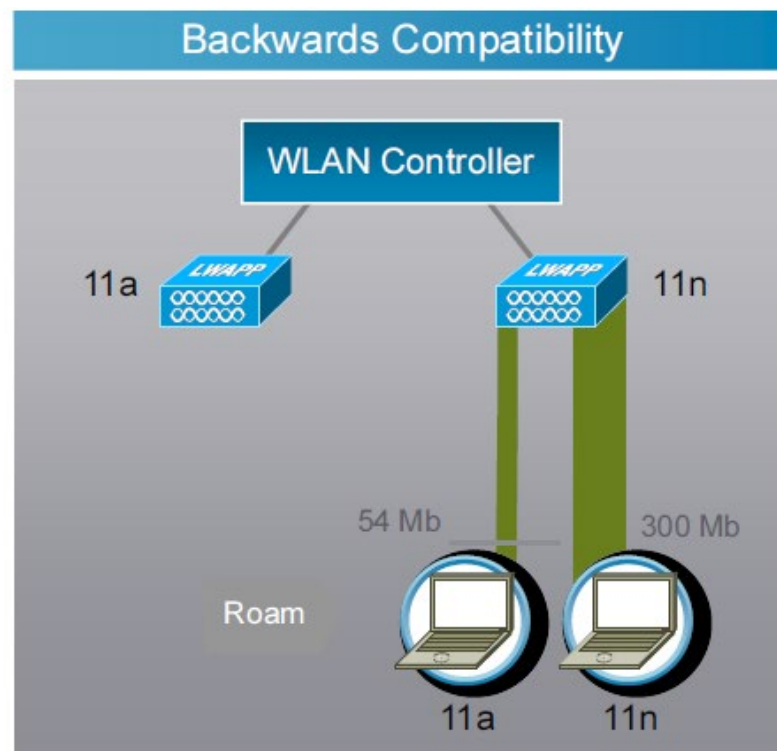 Backwards Compatibility
WLAN Controller
LWAPP
LWAPP
11a
11n
54 Mb
300 Mb
Roam
11a
11n